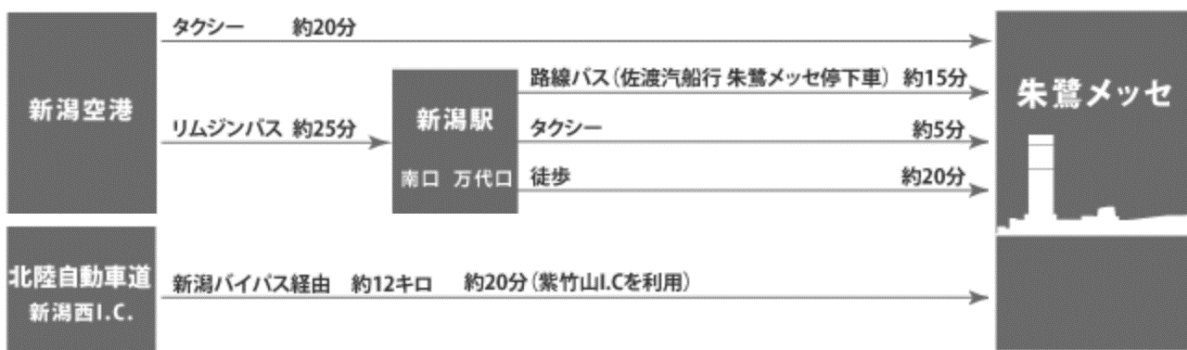 タクシー 約20分
新潟空港
リムジンバス 約25分
新潟駅
南口 万代口
路線バス(佐渡汽船行 朱鷺メッセ停下車) 約15分
タクシー 約5分
徒歩 約20分
朱鷺メッセ
北陸自動車道
新潟西I.C.
新潟バイパス経由 約12キロ 約20分(紫竹山I.Cを利用)